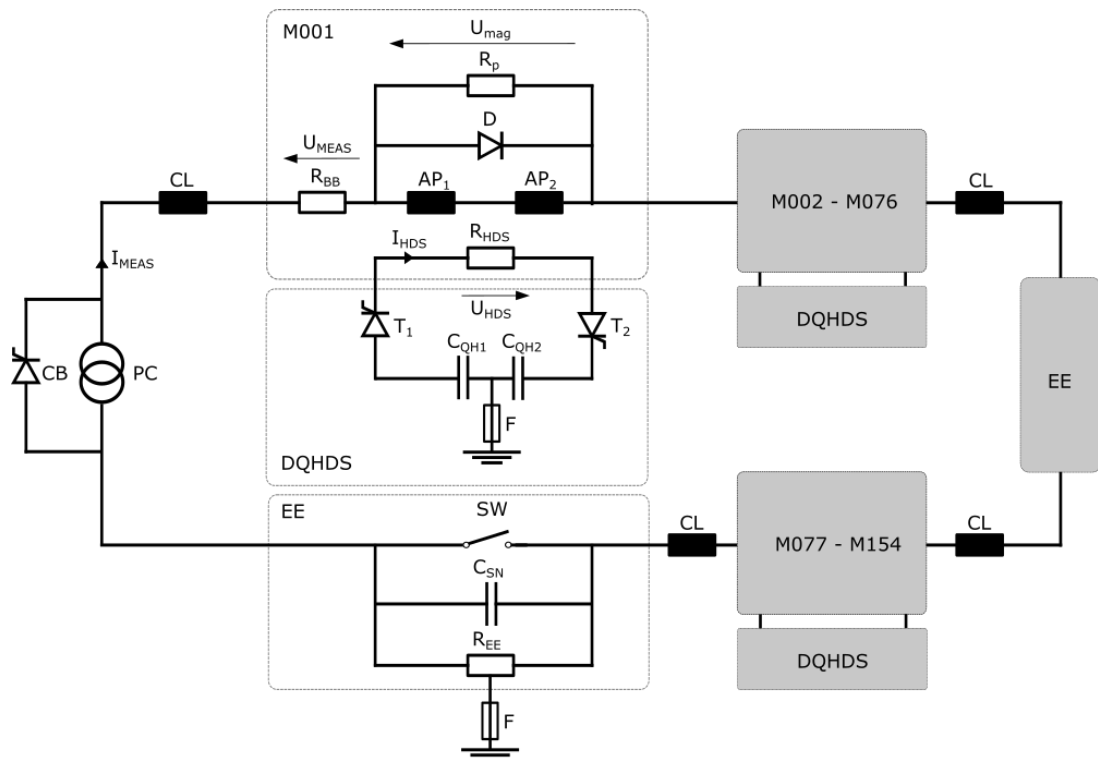 M001
U_mag
R_p
D
U_MEAS
R_BB
AP_1
AP_2
CL
M002 - M076
CL
I_MEAS
I_HDS
R_HDS
U_HDS
T_1
T_2
C_QH1
C_QH2
F
DQHDS
DQHDS
CB
PC
EE
EE
SW
C_SN
R_EE
F
CL
M077 - M154
CL
DQHDS